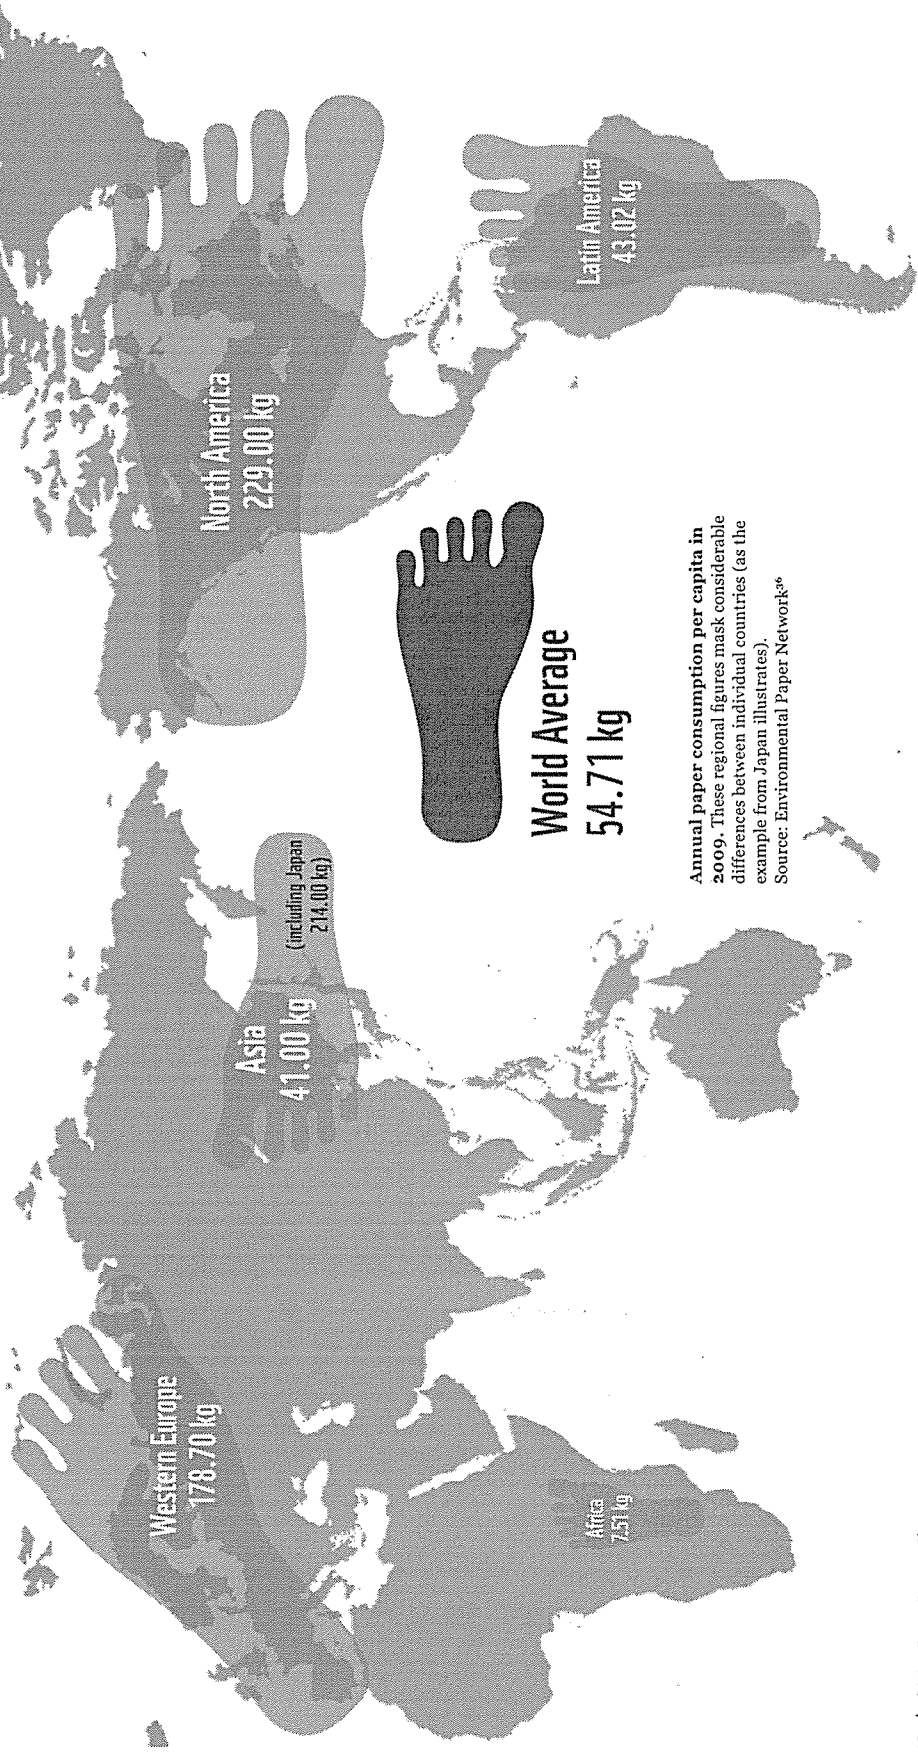 Western Europe
178.70 kg
Asia
41.00 kg
(including Japan
214.00 kg)
North America
229.00 kg
Latin America
43.02 kg
Africa
7.51 kg
World Average
54.71 kg
Annual paper consumption per capita in
2009. These regional figures mask considerable
differences between individual countries (as the
example from Japan illustrates).
Source: Environmental Paper Network³⁶